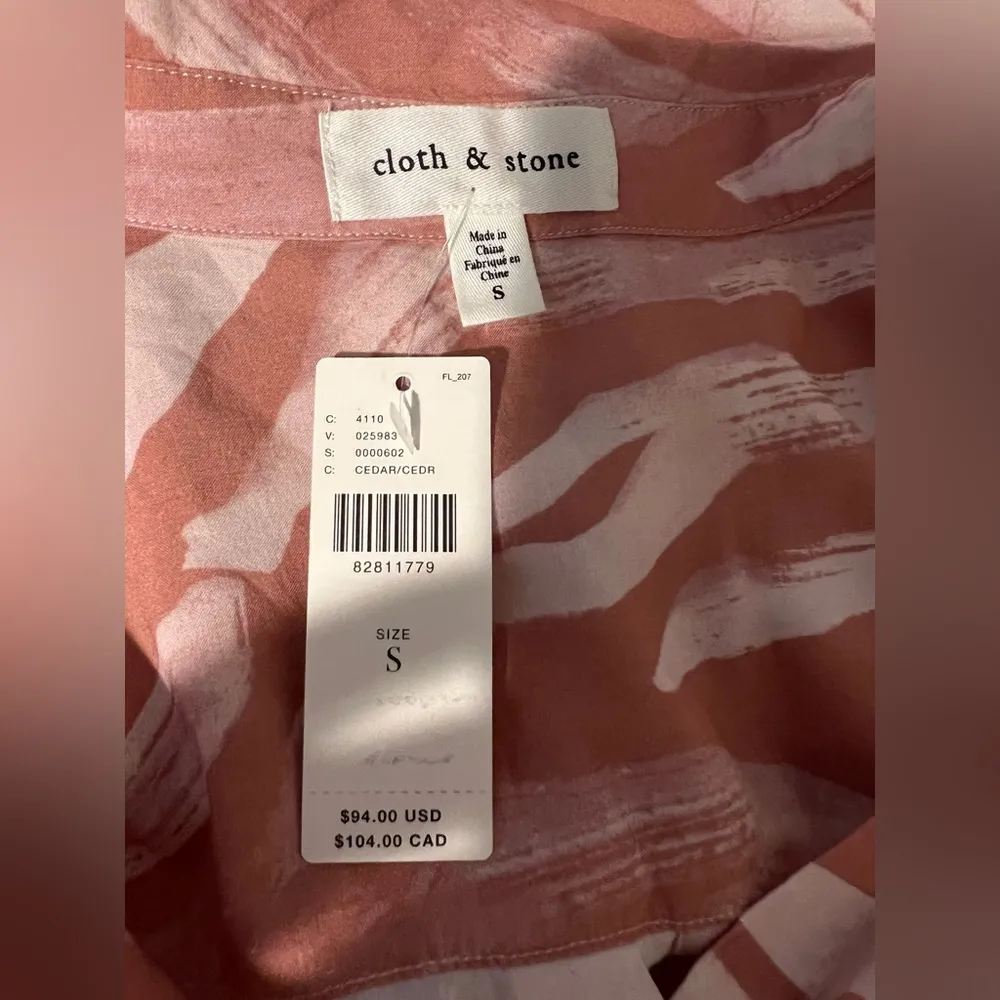 cloth & stone
Made in
China
Fabriqué en
Chine
S
FL_207
C: 4110
V: 025983
S: 0000602
C: CEDAR/CEDR
82811779
SIZE
S
$94.00 USD
$104.00 CAD